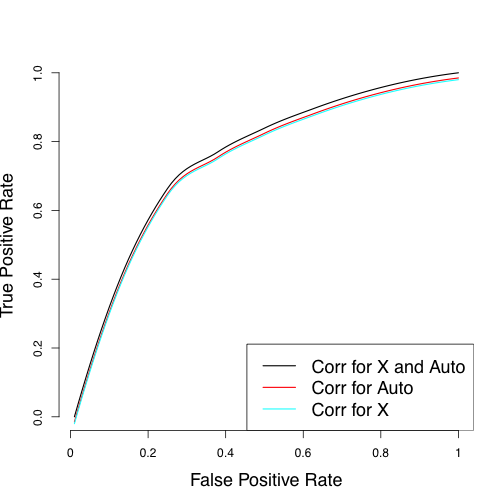 1.0
0.8
0.6
0.4
0.2
0.0
True Positive Rate
0
0.2
0.4
0.6
0.8
1
False Positive Rate
Corr for X and Auto
Corr for Auto
Corr for X